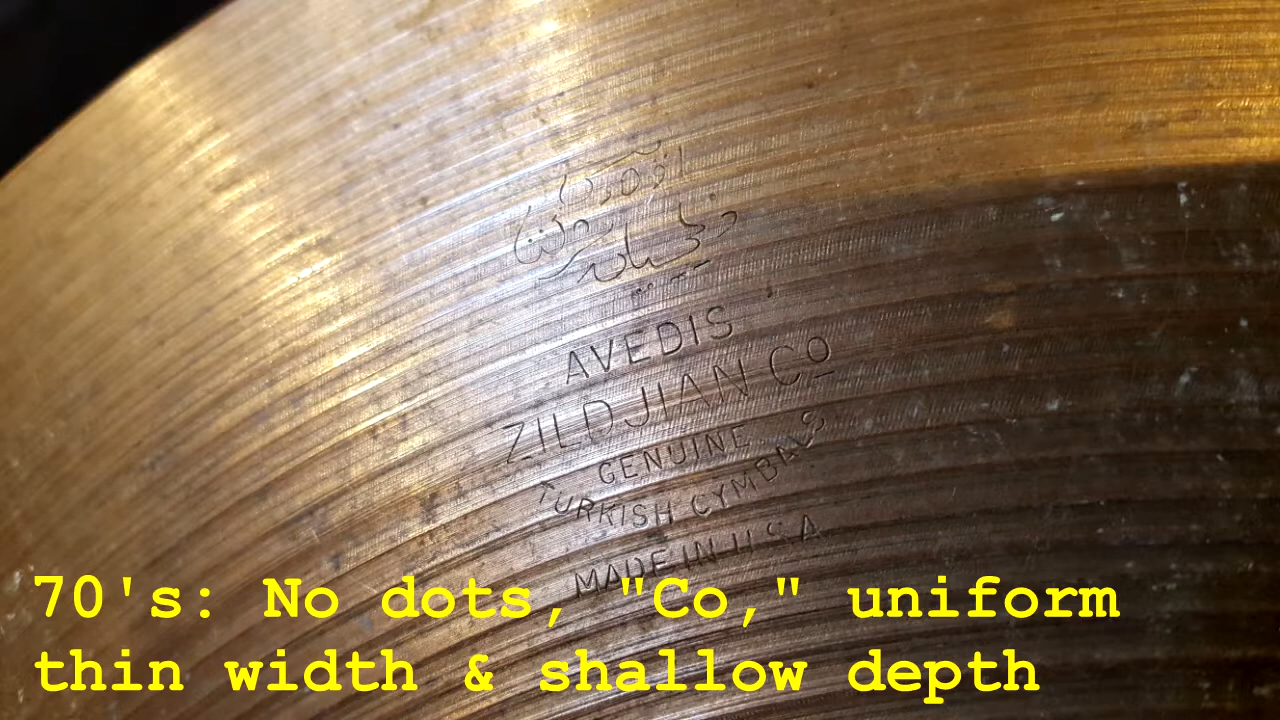 AVEDIS
ZILDJIAN Co
GENUINE
TURKISH CYMBALS
MADE IN U.S.A
70's: No dots, "Co," uniform
thin width & shallow depth